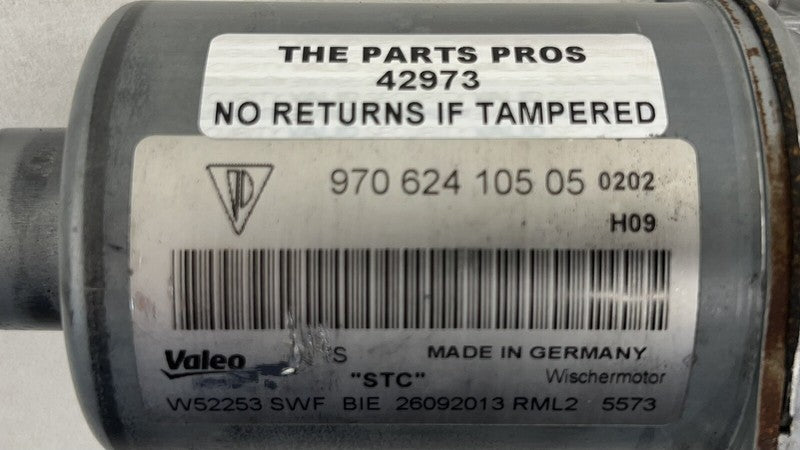 THE PARTS PROS
42973
NO RETURNS IF TAMPERED
970 624 105 05 0202
H09
Valeo S MADE IN GERMANY
"STC" Wischermotor
W52253 SWF BIE 26092013 RML2 5573